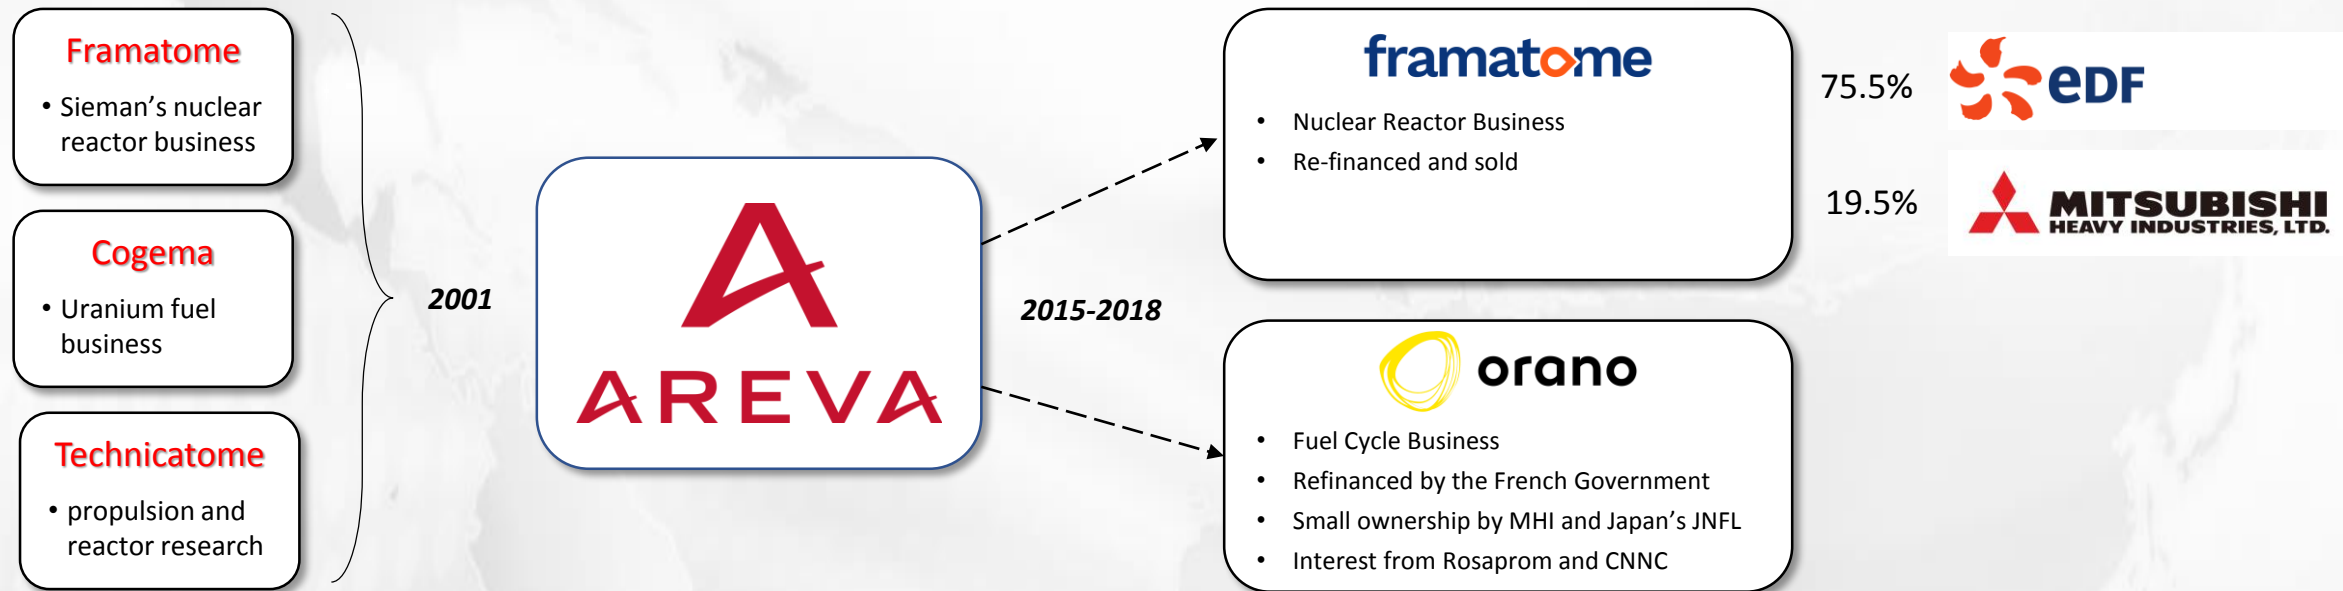 Framatome
• Sieman's nuclear
reactor business
Cogema
• Uranium fuel
business
Technicatome
• propulsion and
reactor research
2001
AREVA
2015-2018
framatome
• Nuclear Reactor Business
• Re-financed and sold
75.5%
eDF
19.5%
MITSUBISHI
HEAVY INDUSTRIES, LTD.
orano
• Fuel Cycle Business
• Refinanced by the French Government
• Small ownership by MHI and Japan's JNFL
• Interest from Rosaprom and CNNC